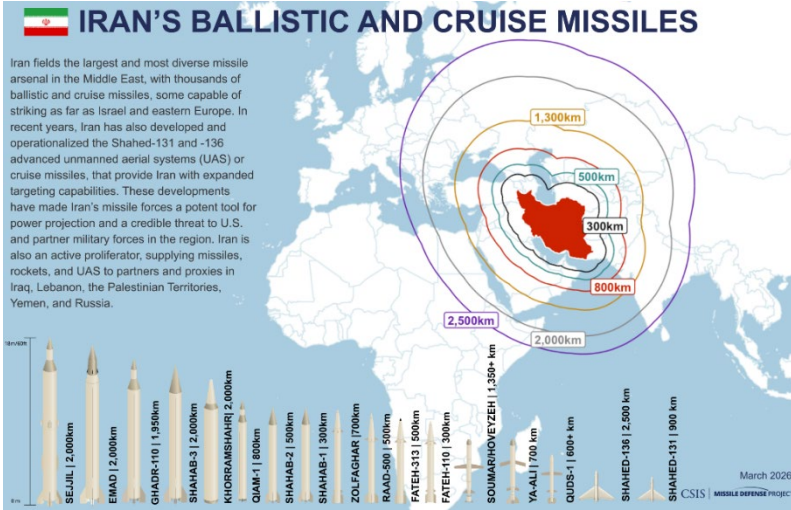 IRAN'S BALLISTIC AND CRUISE MISSILES
Iran fields the largest and most diverse missile
arsenal in the Middle East, with thousands of
ballistic and cruise missiles, some capable of
striking as far as Israel and eastern Europe. In
recent years, Iran has also developed and
operationalized the Shahed-131 and -136
advanced unmanned aerial systems (UAS) or
cruise missiles, that provide Iran with expanded
targeting capabilities. These developments
have made Iran's missile forces a potent tool for
power projection and a credible threat to U.S.
and partner military forces in the region. Iran is
also an active proliferator, supplying missiles,
rockets, and UAS to partners and proxies in
Iraq, Lebanon, the Palestinian Territories,
Yemen, and Russia.
1,300km
500km
300km
800km
2,500km
2,000km
SEJJIL | 2,000km
EMAD | 2,000km
GHADR-110 | 1,950km
SHAHAB-3 | 2,000km
KHORRAMSHAHR| 2,000km
QIAM-1 | 800km
SHAHAB-2 | 500km
SHAHAB-1 | 300km
ZOLFAGHAR |700km
RAAD-500 | 500km
FATEH-313 | 500km
FATEH-110 | 300km
SOUMAR/HOVEYZEH | 1,350+ km
YA-ALI | 700 km
QUDS-1 | 600+ km
SHAHED-136 | 2,500 km
SHAHED-131 | 900 km
March 2026
CSIS | MISSILE DEFENSE PROJECT